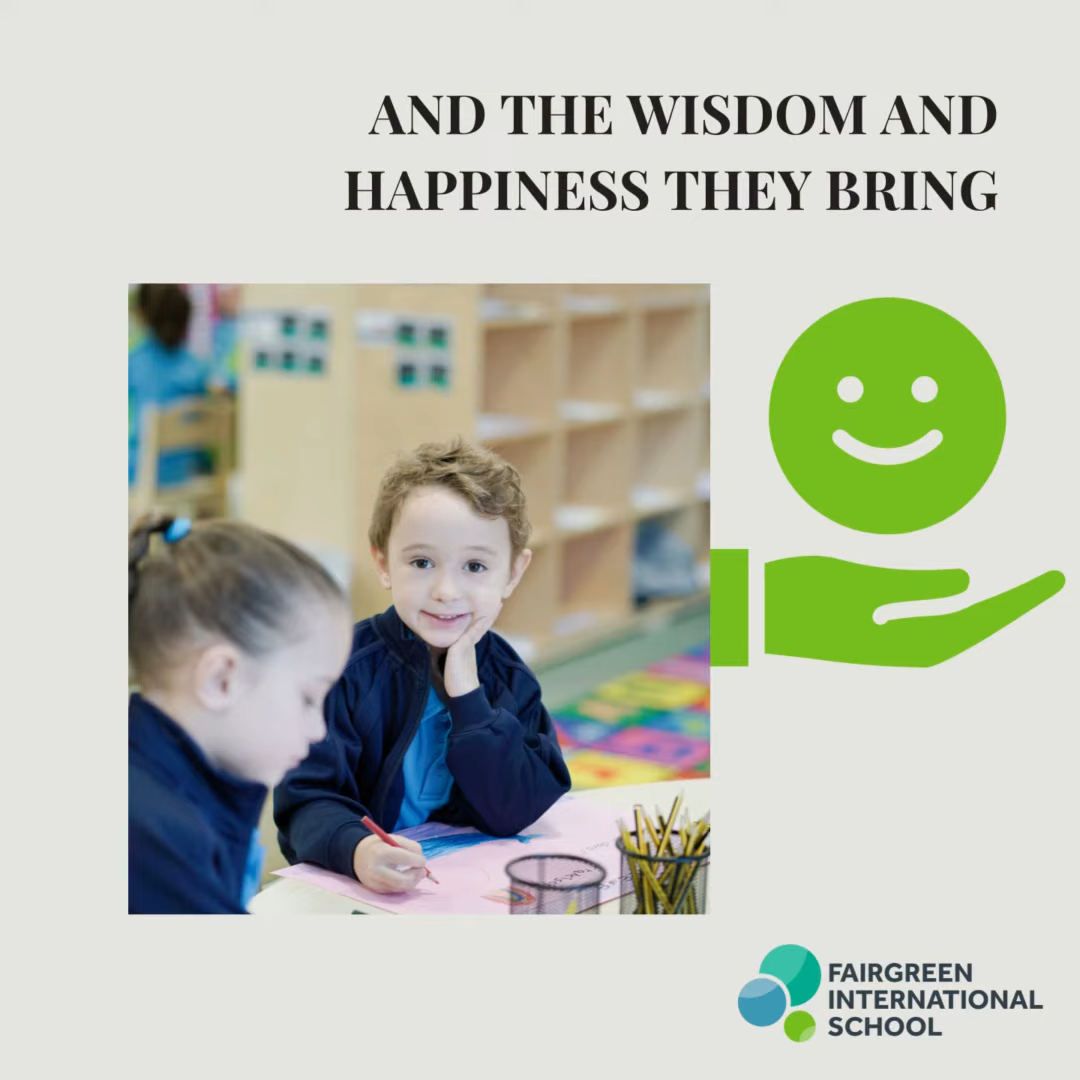 AND THE WISDOM AND
HAPPINESS THEY BRING
FAIRGREEN
INTERNATIONAL
SCHOOL